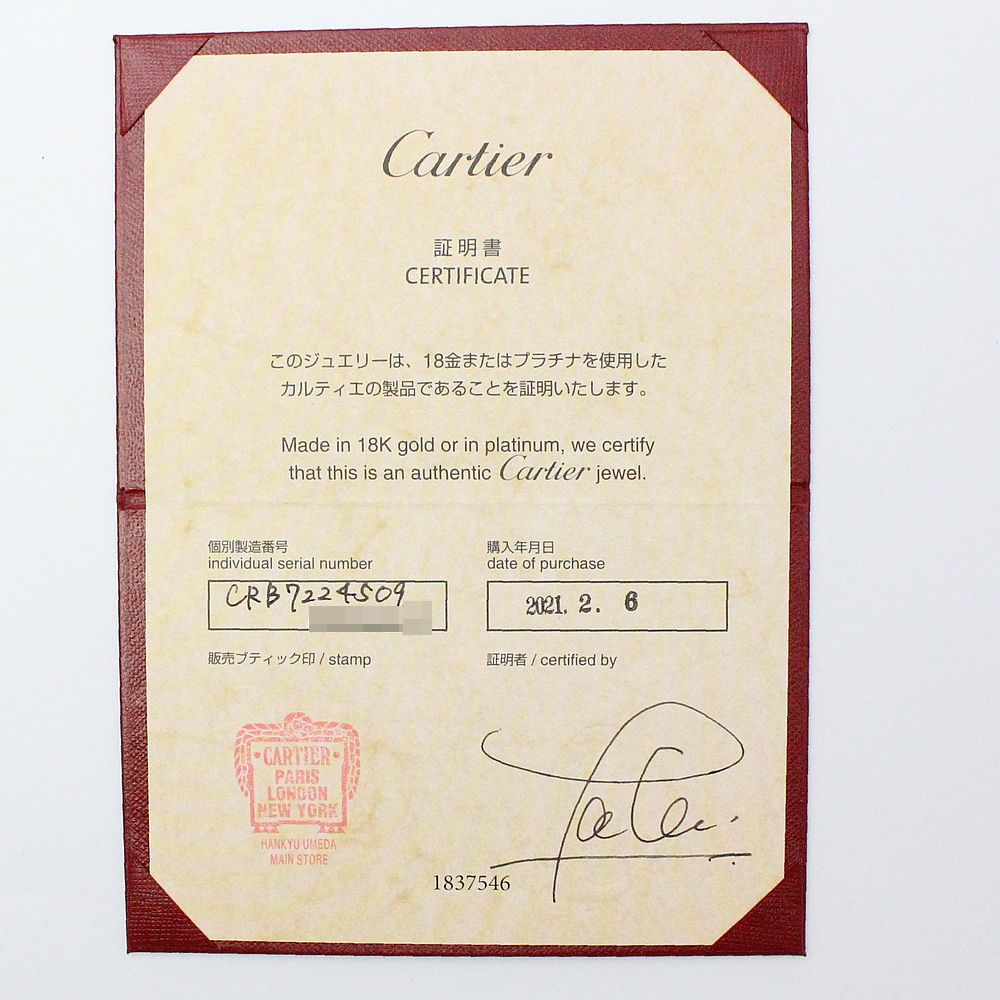 Cartier
証明書
CERTIFICATE
このジュエリーは、18金またはプラチナを使用した
カルティエの製品であることを証明いたします。
Made in 18K gold or in platinum, we certify
that this is an authentic Cartier jewel.
個別製造番号
individual serial number
CRB7224509
購入年月日
date of purchase
2021. 2. 6
販売ブティック印 / stamp
証明者 / certified by
CARTIER
PARIS
LONDON
NEW YORK
HANKYU UMEDA
MAIN STORE
1837546